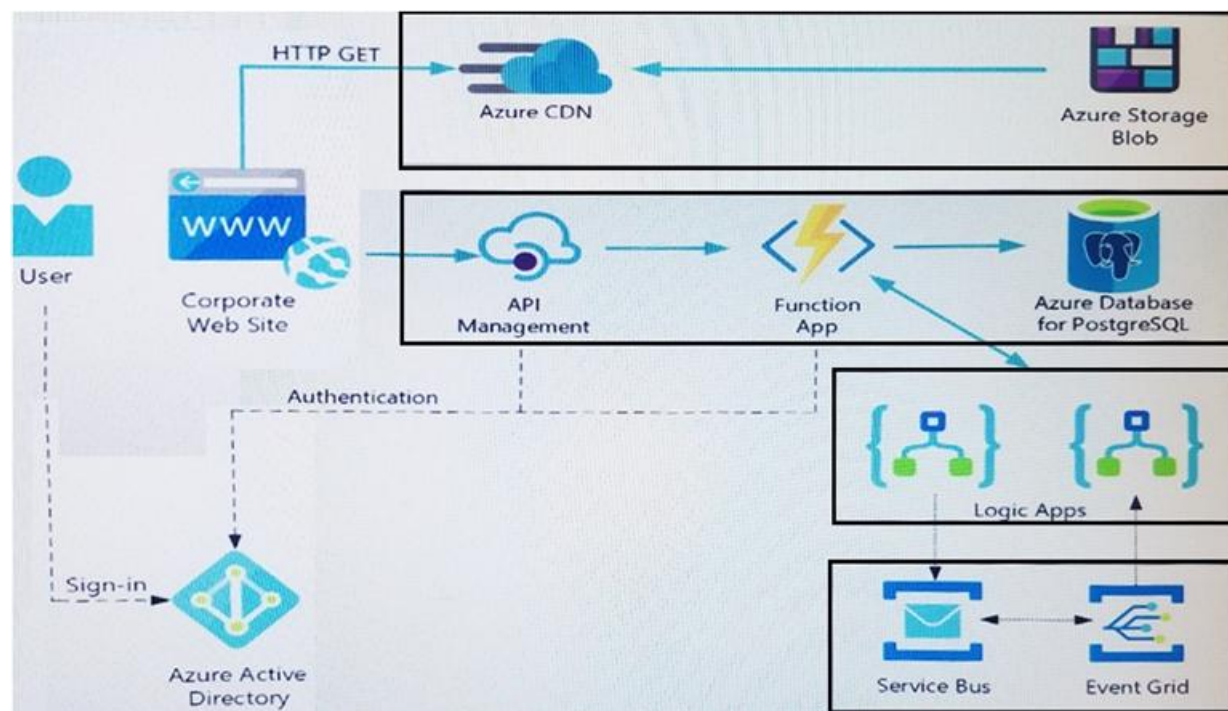 HTTP GET
Azure CDN
Azure Storage
Blob
WWW
User
Corporate
Web Site
API
Management
Function
App
Azure Database
for PostgreSQL
Authentication
Logic Apps
Sign-in
Azure Active
Directory
Service Bus
Event Grid